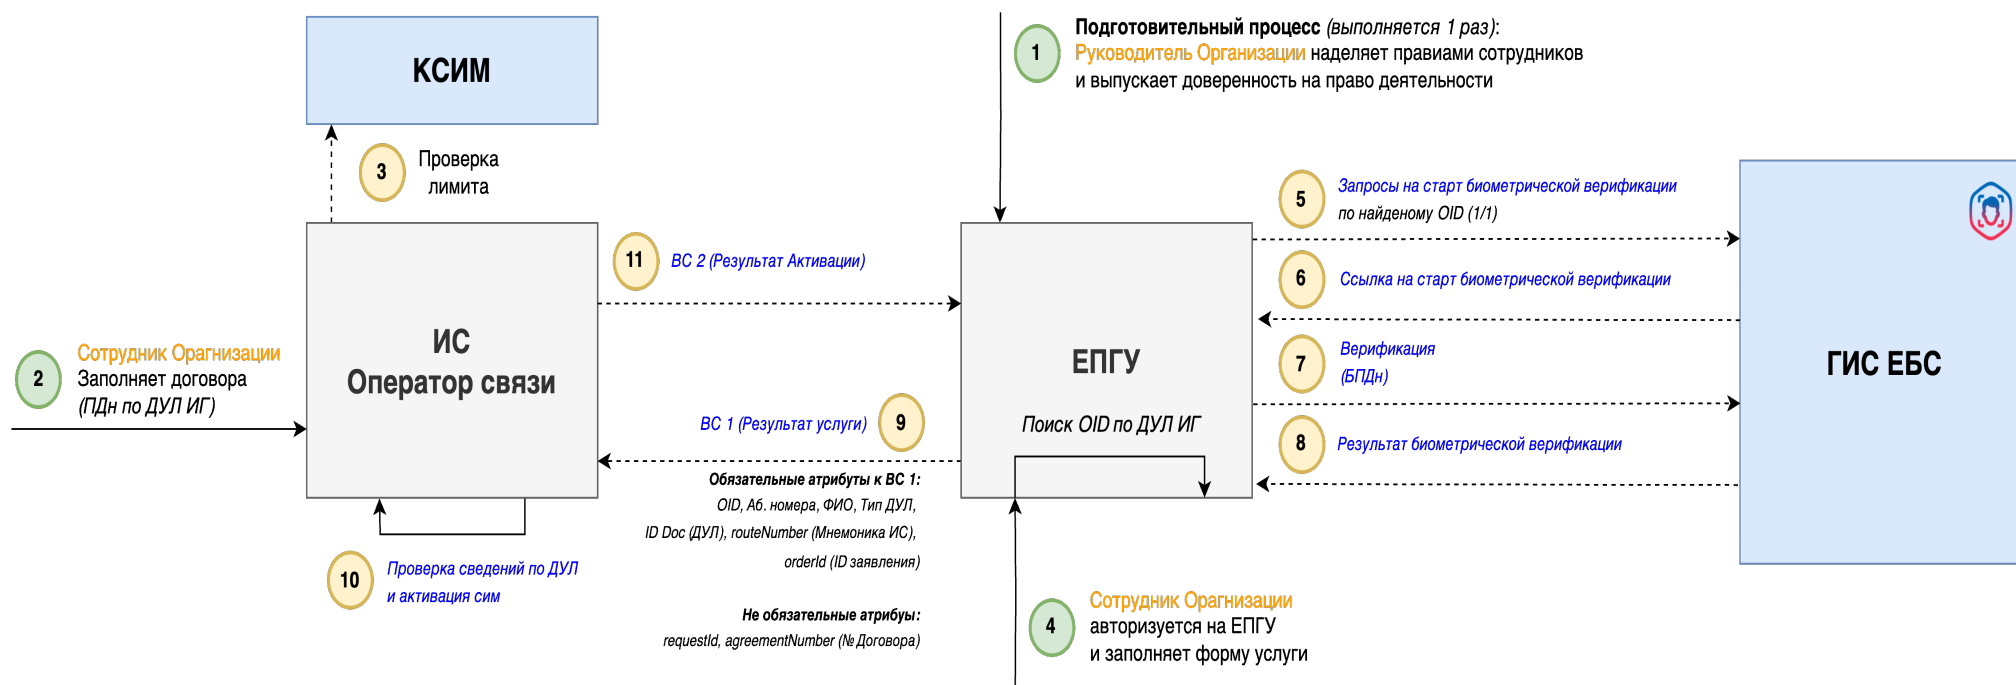 КСИМ
1
Подготовительный процесс (выполняется 1 раз):
Руководитель Организации наделяет правиами сотрудников
и выпускает доверенность на право деятельности
3
Проверка
лимита
5
Запросы на старт биометрической верификации
по найденому OID (1/1)
11
ВС 2 (Результат Активации)
6
Ссылка на старт биометрической верификации
ИС
Оператор связи
ЕПГУ
7
Верификация
(БПДн)
ГИС ЕБС
2
Сотрудник Орагнизации
Заполняет договора
(ПДн по ДУЛ ИГ)
ВС 1 (Результат услуги)
9
Поиск OID по ДУЛ ИГ
8
Результат биометрической верификации
Обязательные атрибуты к ВС 1:
OID, Аб. номера, ФИО, Тип ДУЛ,
ID Doc (ДУЛ), routeNumber (Мнемоника ИС),
orderId (ID заявления)
10
Проверка сведений по ДУЛ
и активация сим
Не обязательные атрибуы:
requestId, agreementNumber (№ Договора)
4
Сотрудник Орагнизации
авторизуется на ЕПГУ
и заполняет форму услуги